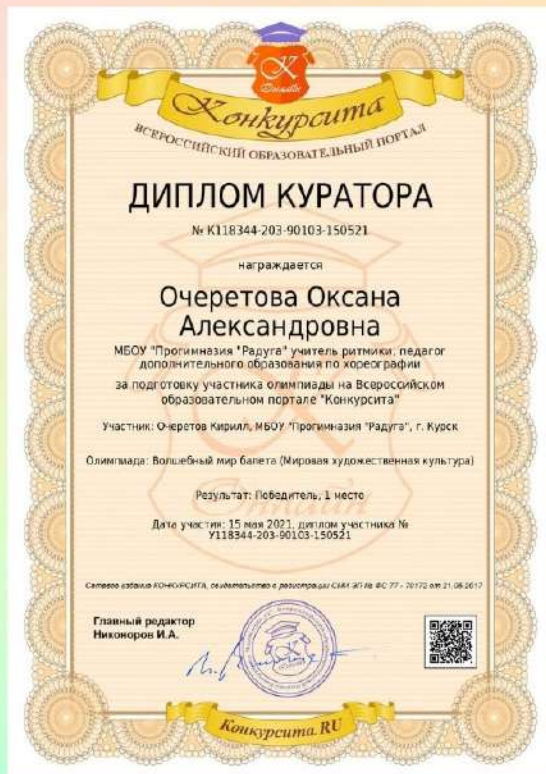 К
Онлайн
Конкурсита
ВСЕРОССИЙСКИЙ ОБРАЗОВАТЕЛЬНЫЙ ПОРТАЛ
ДИПЛОМ КУРАТОРА
№ К118344-203-90103-150521
награждается
Очеретова Оксана
Александровна
МБОУ "Прогимназия "Радуга" учитель ритмики, педагог
дополнительного образования по хореографии
за подготовку участника олимпиады на Всероссийском
образовательном портале "Конкурсита"
Участник: Очеретов Кирилл, МБОУ "Прогимназия "Радуга", г. Курск
Олимпиада: Волшебный мир балета (Мировая художественная культура)
Результат: Победитель, 1 место
Онлайн
Дата участия: 15 мая 2021, диплом участника №
У118344-203-90103-150521
Сетевое издание КОНКУРСИТА, свидетельство о регистрации СМИ ЭЛ № ФС 77 - 70172 от 21.06.2017
Главный редактор
Никоноров И.А.
Конкурсита.RU